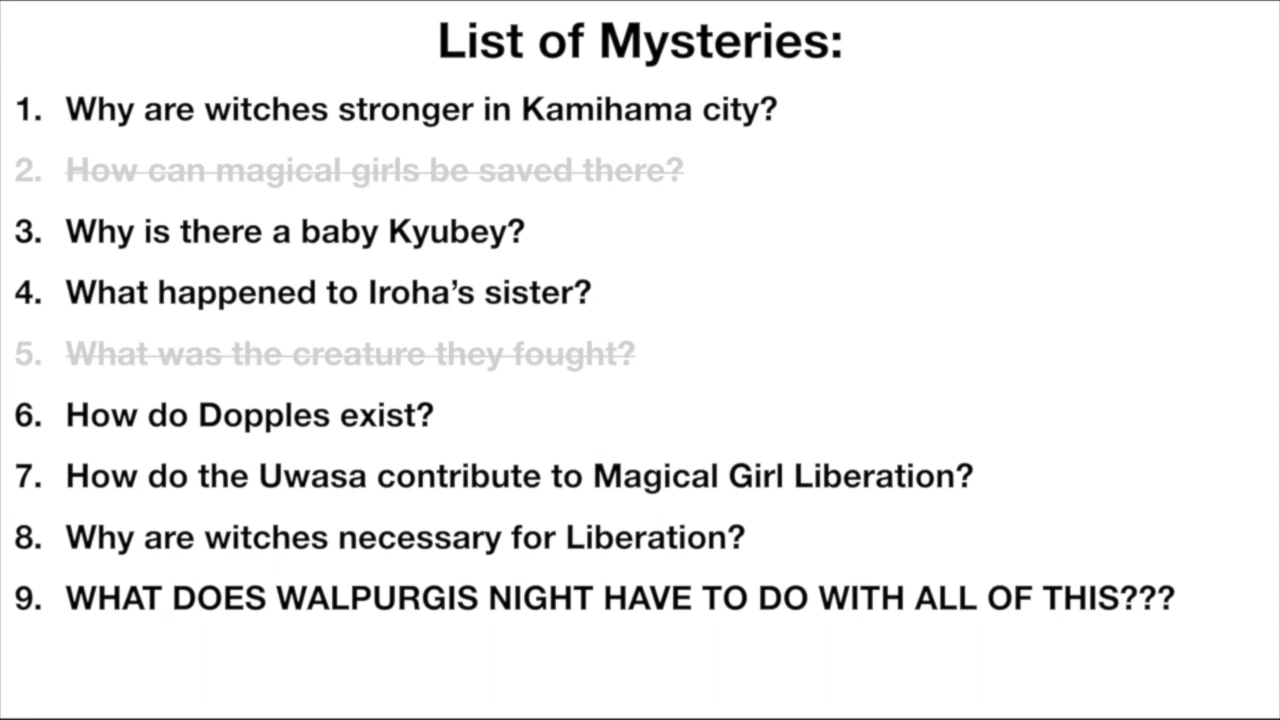 List of Mysteries:
1. Why are witches stronger in Kamihama city?
2. How can magical girls be saved there?
3. Why is there a baby Kyubey?
4. What happened to Iroha’s sister?
5. What was the creature they fought?
6. How do Dopples exist?
7. How do the Uwasa contribute to Magical Girl Liberation?
8. Why are witches necessary for Liberation?
9. WHAT DOES WALPURGIS NIGHT HAVE TO DO WITH ALL OF THIS???